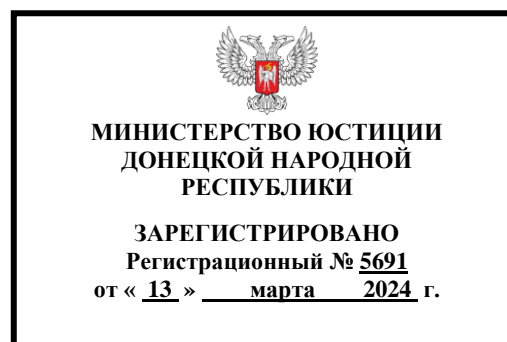 МИНИСТЕРСТВО ЮСТИЦИИ
ДОНЕЦКОЙ НАРОДНОЙ
РЕСПУБЛИКИ
ЗАРЕГИСТРИРОВАНО
Регистрационный № 5691
от « 13 » марта 2024 г.